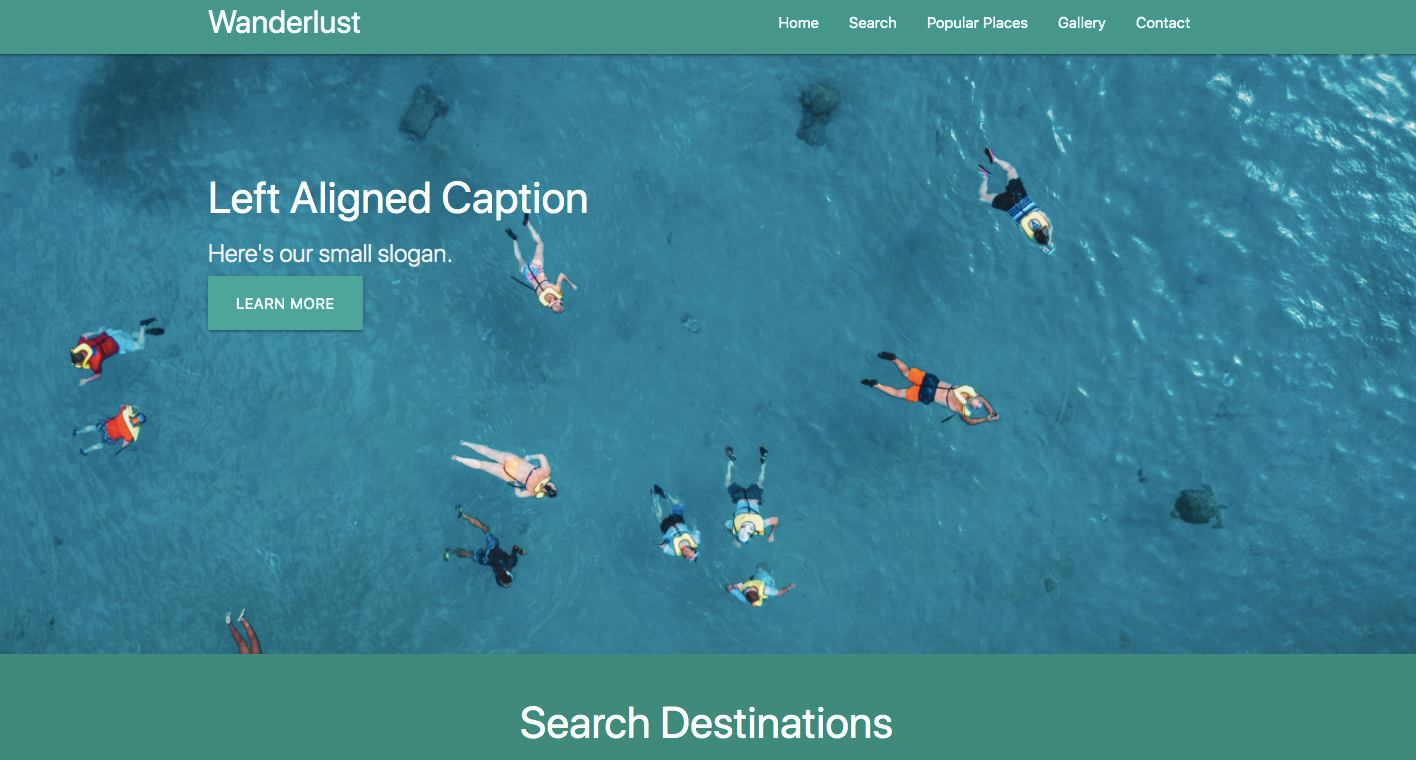 Wanderlust
Home Search Popular Places Gallery Contact
Left Aligned Caption
Here's our small slogan.
LEARN MORE
Search Destinations